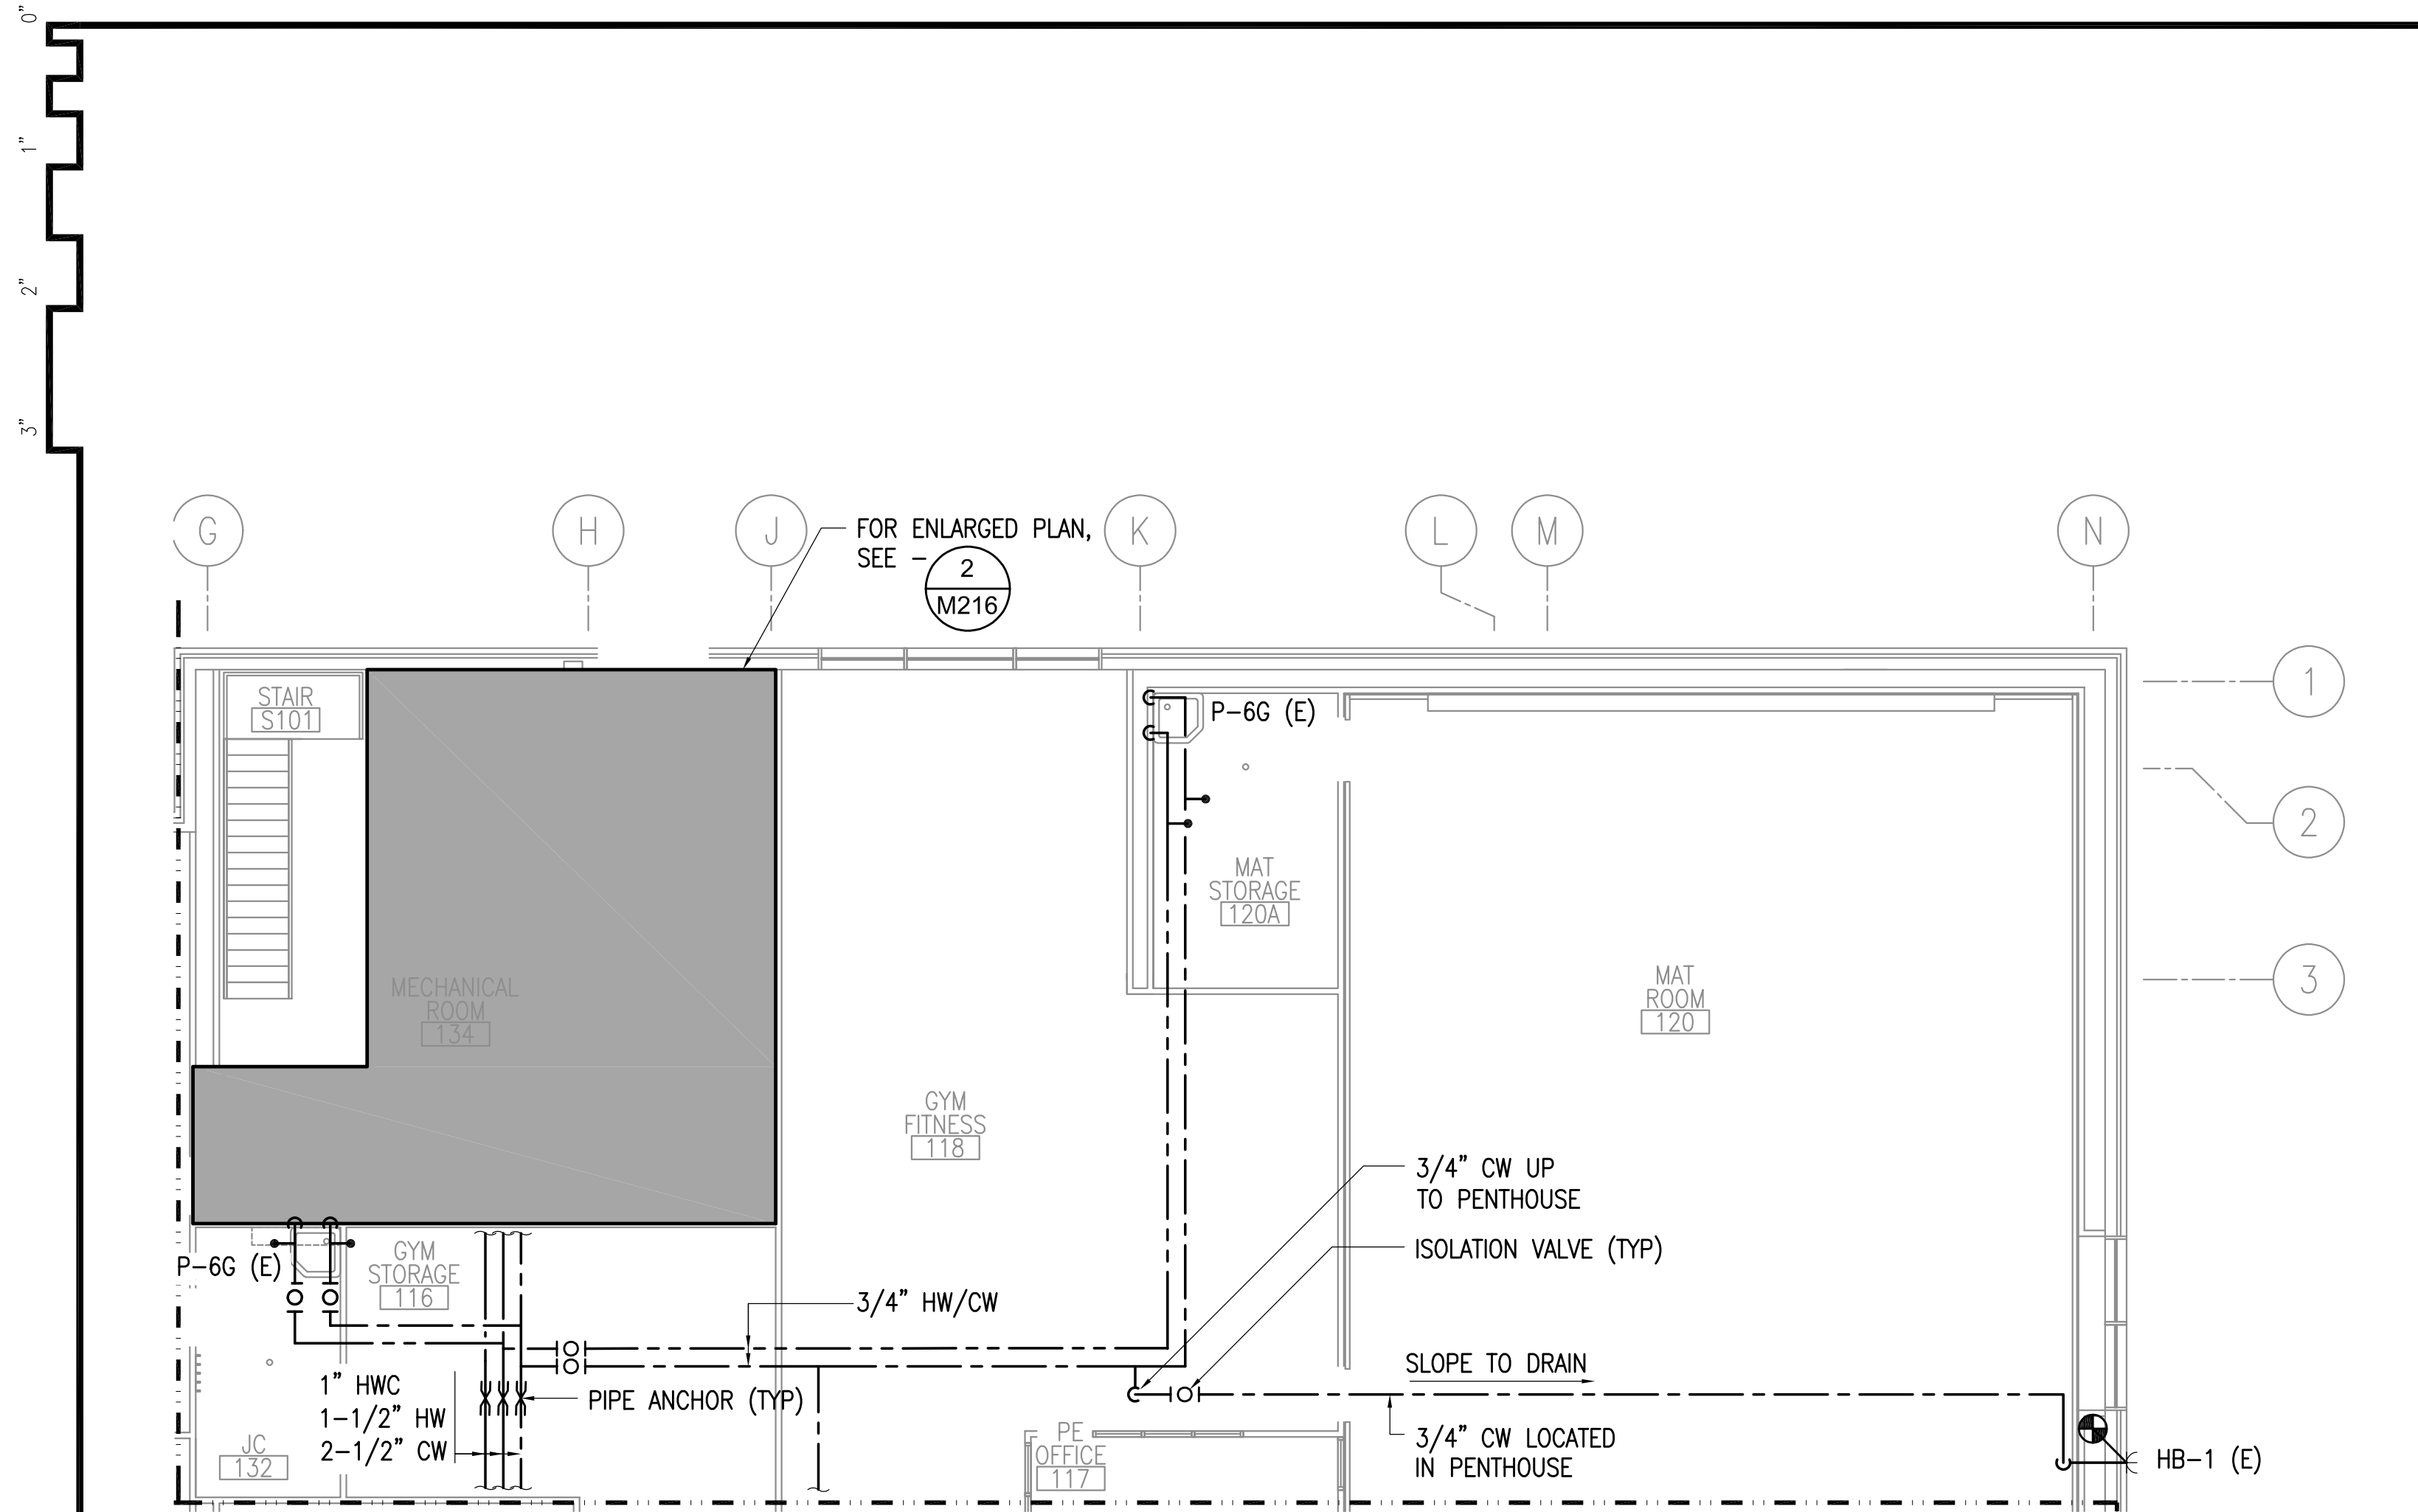 0"
1"
2"
3"
G
H
J
K
L
M
N
FOR ENLARGED PLAN,
SEE -
2
M216
1
2
3
STAIR
S101
P-6G (E)
MAT
STORAGE
120A
MECHANICAL
ROOM
134
MAT
ROOM
120
GYM
FITNESS
118
3/4" CW UP
TO PENTHOUSE
ISOLATION VALVE (TYP)
P-6G (E)
GYM
STORAGE
116
3/4" HW/CW
SLOPE TO DRAIN
1" HWC
1-1/2" HW
2-1/2" CW
PIPE ANCHOR (TYP)
JC
132
PE
OFFICE
117
3/4" CW LOCATED
IN PENTHOUSE
HB-1 (E)